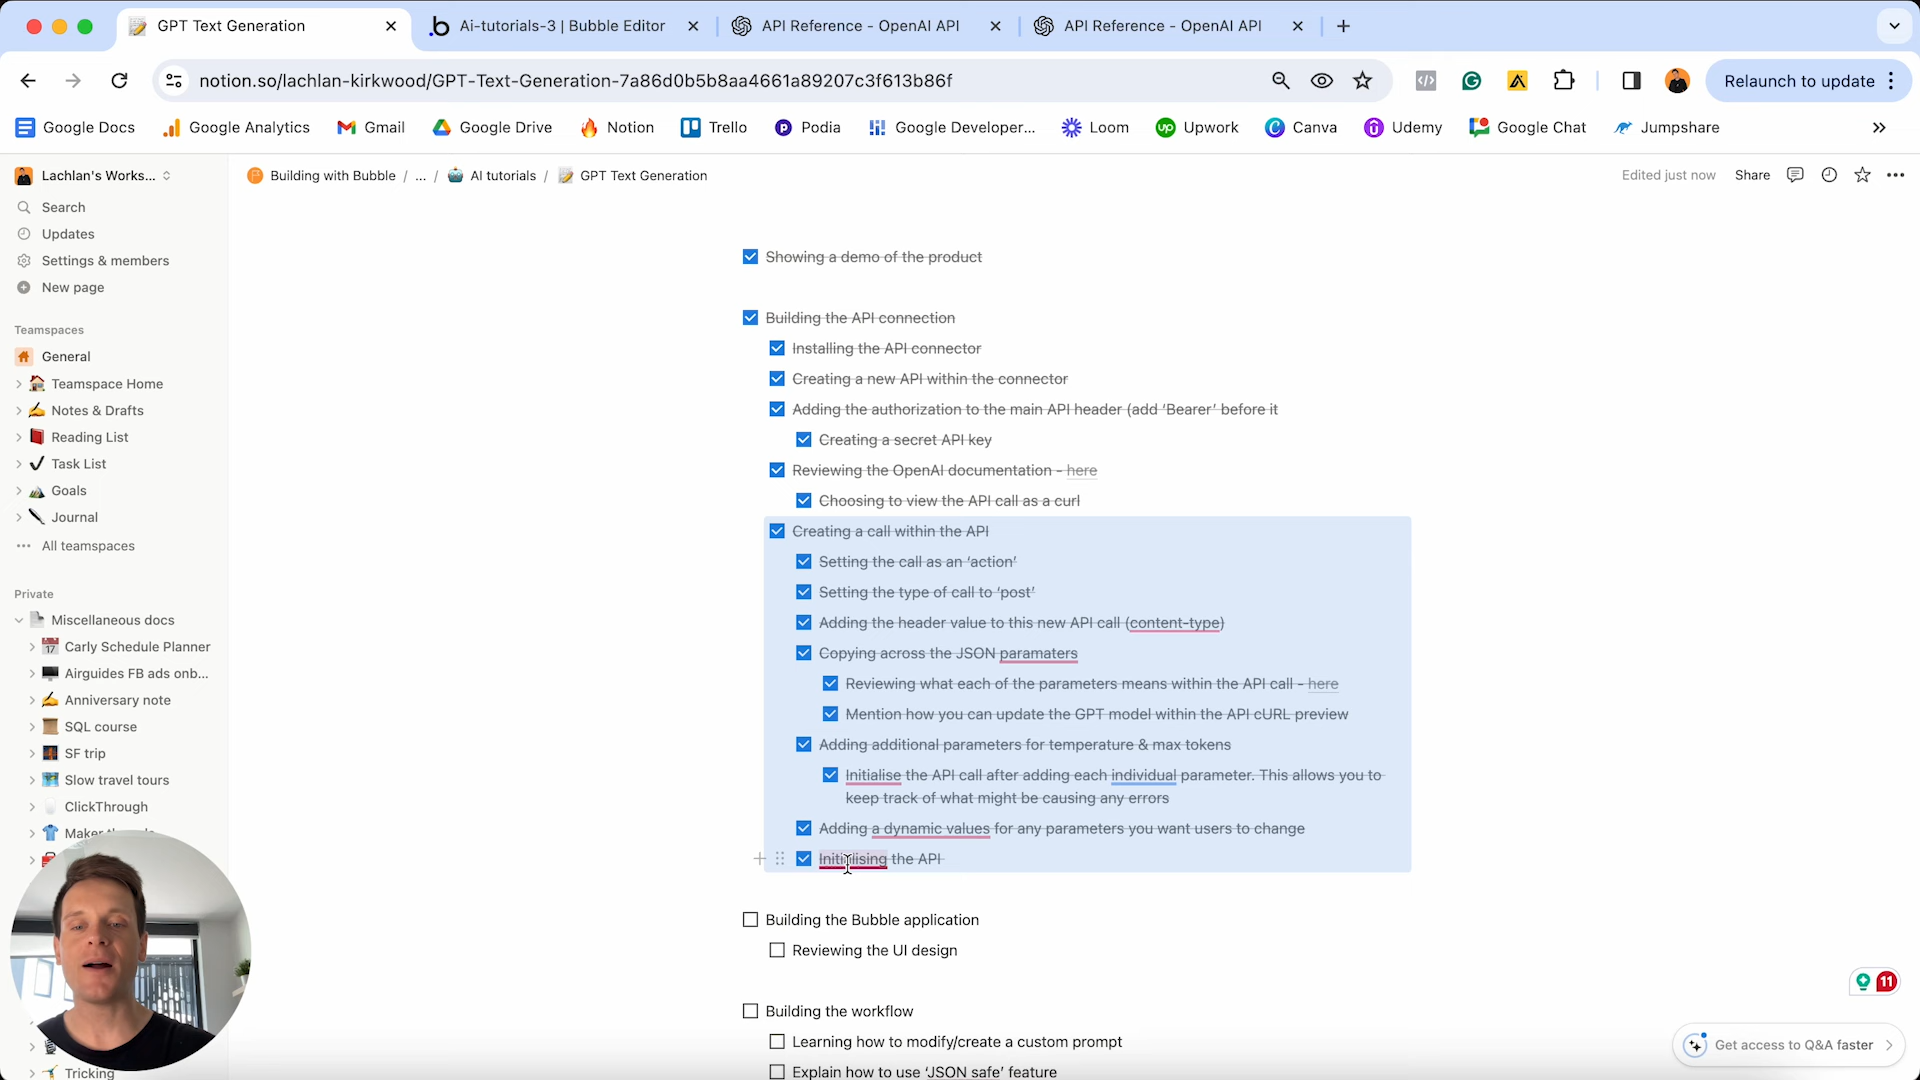 GPT Text Generation
Ai-tutorials-3 | Bubble Editor
API Reference - OpenAI API
API Reference - OpenAI API
notion.so/lachlan-kirkwood/GPT-Text-Generation-7a86d0b5b8aa4661a89207c3f613b86f
Relaunch to update
Google Docs
Google Analytics
Gmail
Google Drive
Notion
Trello
Podia
Google Developer...
Loom
Upwork
Canva
Udemy
Google Chat
Jumpshare
Lachlan's Works...
Building with Bubble / ... / AI tutorials / GPT Text Generation
Edited just now
Share
Search
Updates
Settings & members
New page
Teamspaces
General
Teamspace Home
Notes & Drafts
Reading List
Task List
Goals
Journal
All teamspaces
Private
Miscellaneous docs
Carly Schedule Planner
Airguides FB ads onb...
Anniversary note
SQL course
SF trip
Slow travel tours
ClickThrough
Tricking
Showing a demo of the product
Building the API connection
Installing the API connector
Creating a new API within the connector
Adding the authorization to the main API header (add ‘Bearer’ before it
Creating a secret API key
Reviewing the OpenAI documentation - here
Choosing to view the API call as a curl
Creating a call within the API
Setting the call as an ‘action’
Setting the type of call to ‘post’
Adding the header value to this new API call (content-type)
Copying across the JSON paramaters
Reviewing what each of the parameters means within the API call - here
Mention how you can update the GPT model within the API cURL preview
Adding additional parameters for temperature & max tokens
Initialise the API call after adding each individual parameter. This allows you to
keep track of what might be causing any errors
Adding a dynamic values for any parameters you want users to change
Initialising the API
Building the Bubble application
Reviewing the UI design
Building the workflow
Learning how to modify/create a custom prompt
Explain how to use ‘JSON safe’ feature
11
Get access to Q&A faster